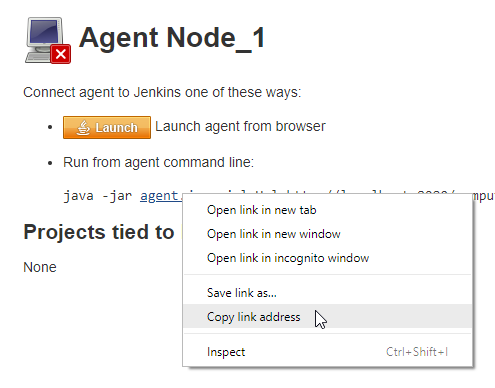 Agent Node_1
Connect agent to Jenkins one of these ways:
Launch Launch agent from browser
Run from agent command line:
java -jar agent.
Open link in new tab
Projects tied to
Open link in new window
None
Open link in incognito window
Save link as...
Copy link address
Inspect Ctrl+Shift+I